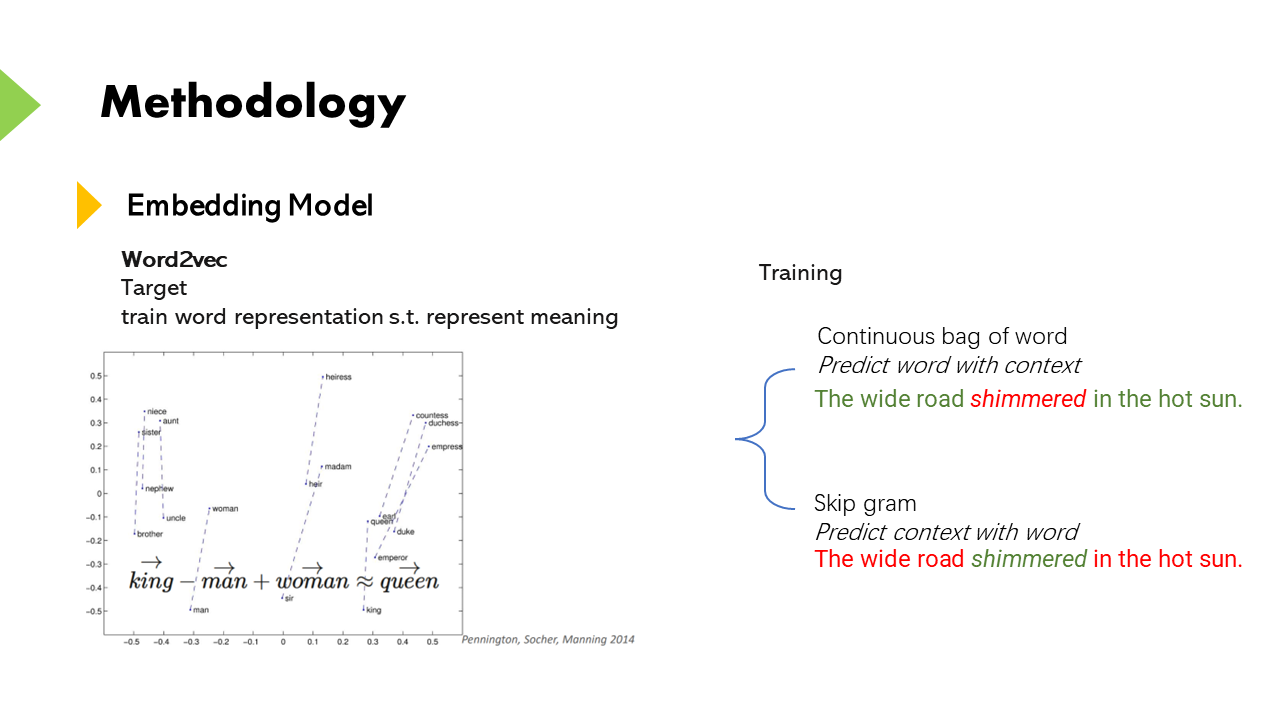 Methodology
Embedding Model
Word2vec
Target
train word representation s.t. represent meaning
0.5
0.4
0.3
0.2
0.1
0
−0.1
−0.2
−0.3
−0.4
−0.5
heiress
niece
aunt
sister
countess
duchess
empress
madam
heir
nephew
woman
uncle
earl
queen
duke
brother
emperor
king − man + woman ≈ queen
sir
man
king
−0.5 −0.4 −0.3 −0.2 −0.1 0 0.1 0.2 0.3 0.4 0.5
Pennington, Socher, Manning 2014
Training
Continuous bag of word
Predict word with context
The wide road shimmered in the hot sun.
Skip gram
Predict context with word
The wide road shimmered in the hot sun.